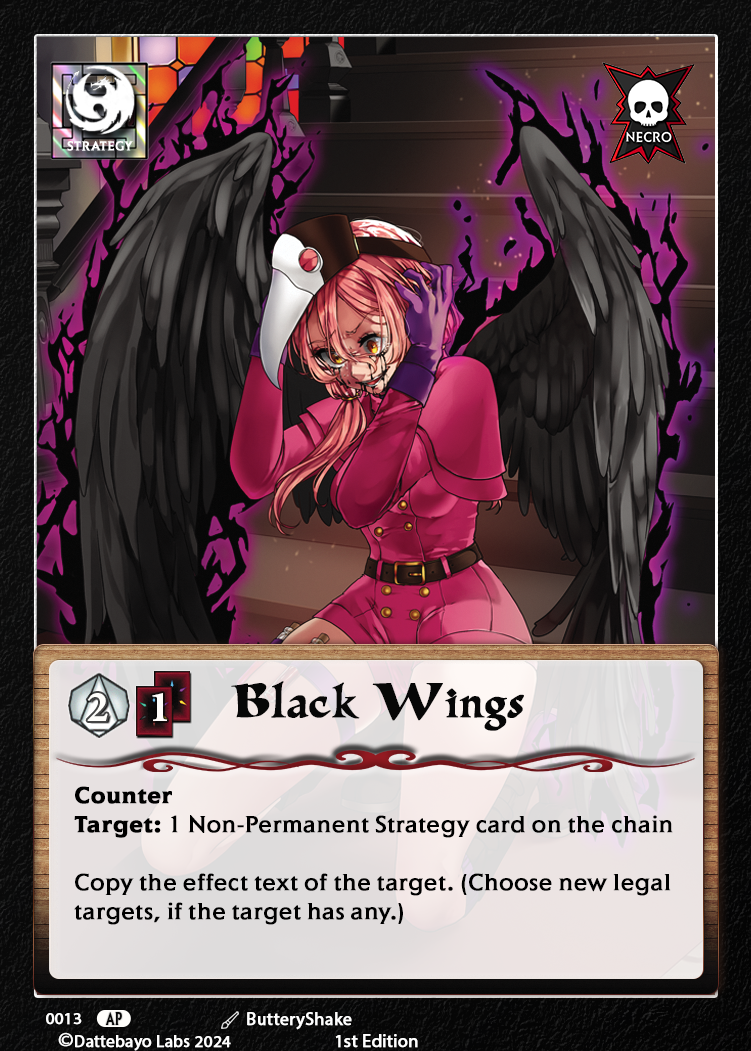 STRATEGY
NECRO
2 1 Black Wings
Counter
Target: 1 Non-Permanent Strategy card on the chain
Copy the effect text of the target. (Choose new legal
targets, if the target has any.)
0013 AP ButteryShake
©Dattebayo Labs 2024 1st Edition